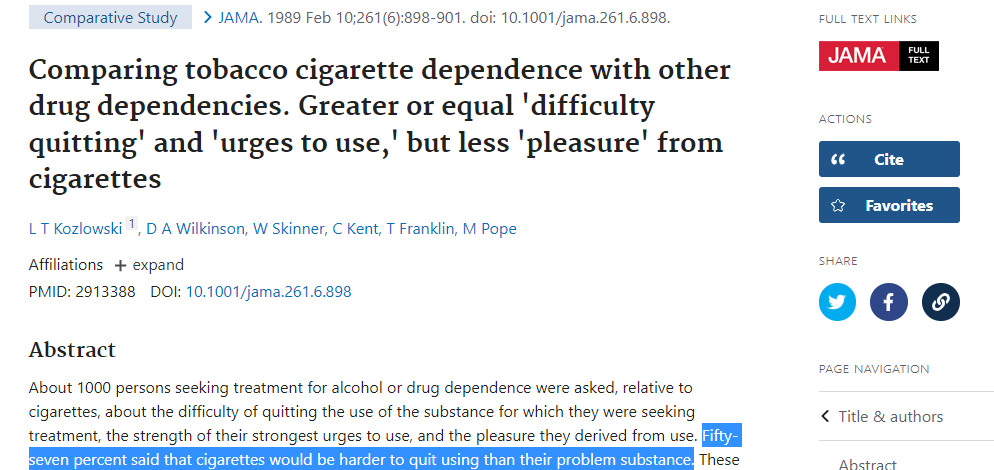 Comparative Study
JAMA. 1989 Feb 10;261(6):898-901. doi: 10.1001/jama.261.6.898.
Comparing tobacco cigarette dependence with other
drug dependencies. Greater or equal 'difficulty
quitting' and 'urges to use,' but less 'pleasure' from
cigarettes
L T Kozlowski 1, D A Wilkinson, W Skinner, C Kent, T Franklin, M Pope
Affiliations + expand
PMID: 2913388 DOI: 10.1001/jama.261.6.898
Abstract
About 1000 persons seeking treatment for alcohol or drug dependence were asked, relative to
cigarettes, about the difficulty of quitting the use of the substance for which they were seeking
treatment, the strength of their strongest urges to use, and the pleasure they derived from use. Fifty-
seven percent said that cigarettes would be harder to quit using than their problem substance. These
FULL TEXT LINKS
JAMA FULL
TEXT
ACTIONS
Cite
Favorites
SHARE
PAGE NAVIGATION
Title & authors
Abstract